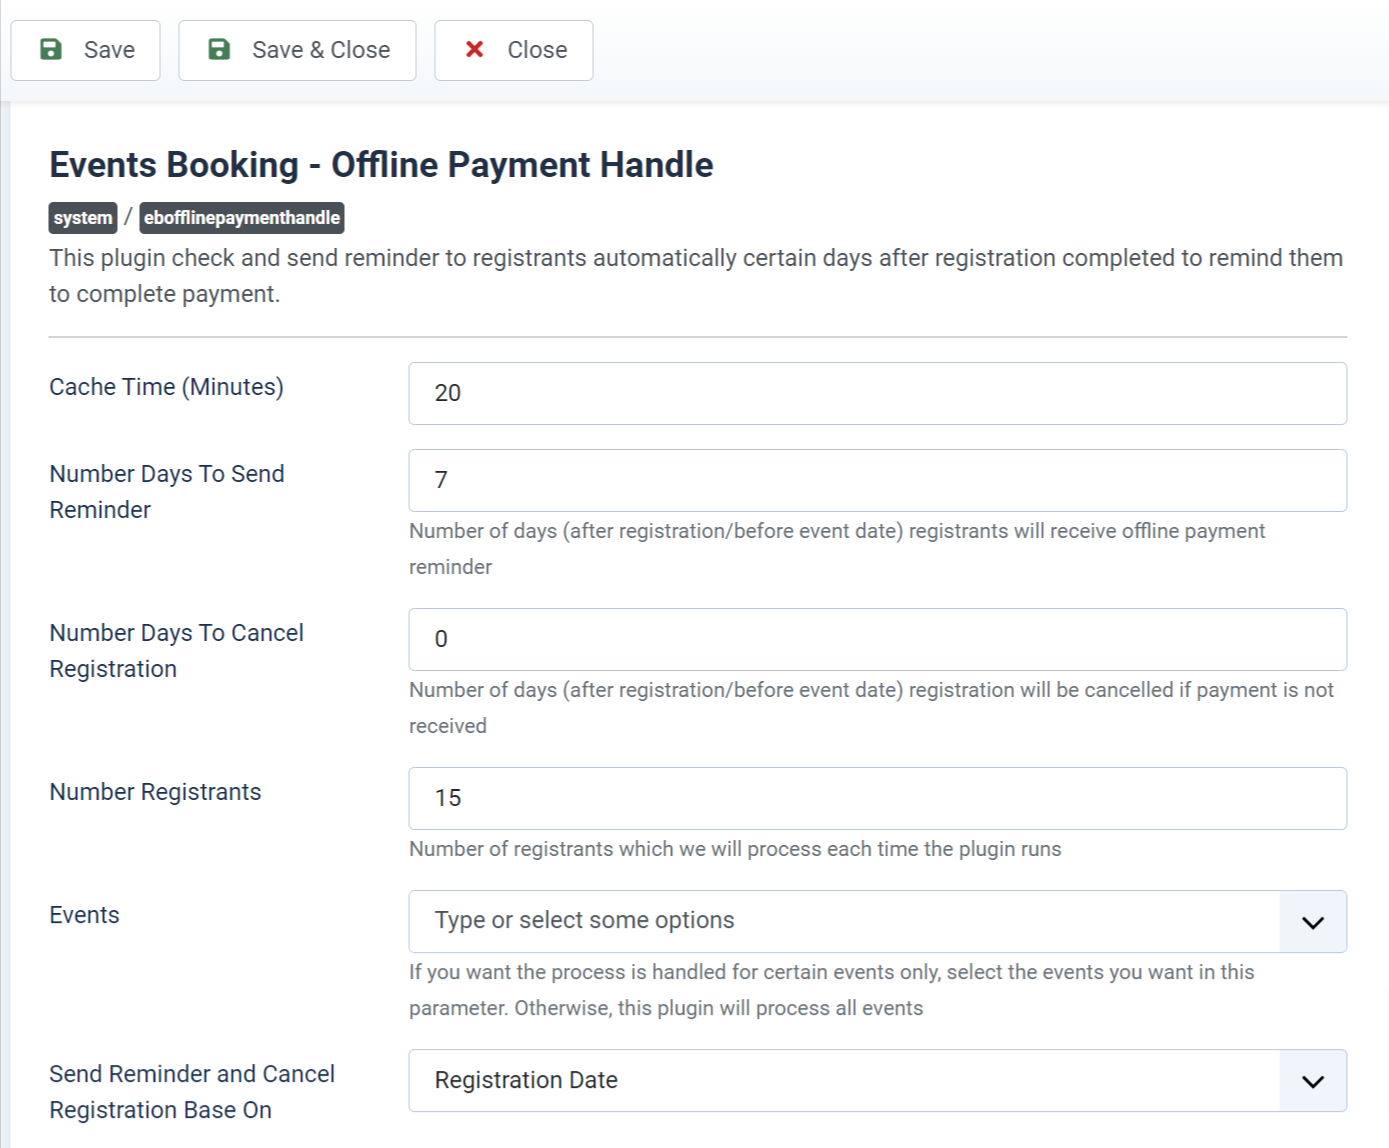 Save Save & Close Close
Events Booking - Offline Payment Handle
system / ebofflinepaymenthandle
This plugin check and send reminder to registrants automatically certain days after registration completed to remind them
to complete payment.
Cache Time (Minutes) 20
Number Days To Send
Reminder
7
Number of days (after registration/before event date) registrants will receive offline payment
reminder
Number Days To Cancel
Registration
0
Number of days (after registration/before event date) registration will be cancelled if payment is not
received
Number Registrants 15
Number of registrants which we will process each time the plugin runs
Events Type or select some options
If you want the process is handled for certain events only, select the events you want in this
parameter. Otherwise, this plugin will process all events
Send Reminder and Cancel
Registration Base On
Registration Date